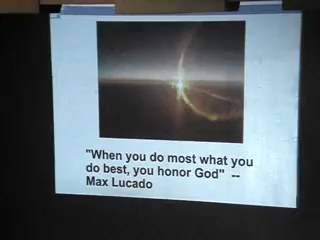 "When you do most what you
do best, you honor God"  --
Max Lucado